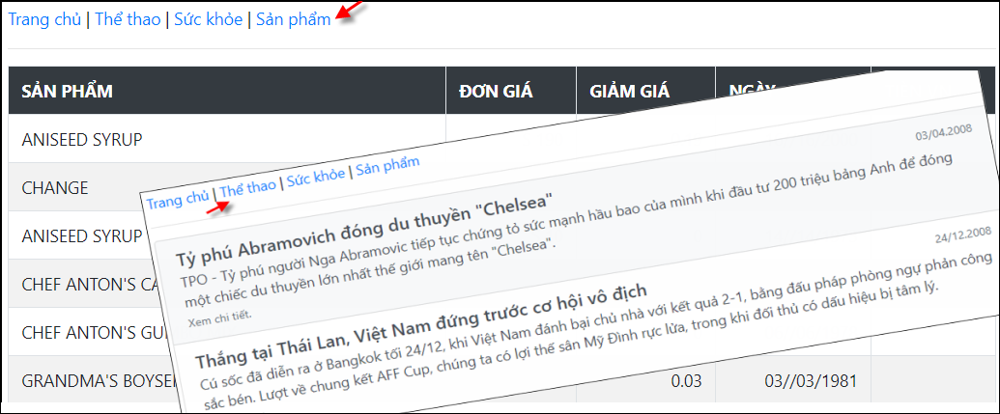 Trang chủ | Thể thao | Sức khỏe | Sản phẩm
SẢN PHẨM ĐƠN GIÁ GIẢM GIÁ NGÀY
ANISEED SYRUP
CHANGE
ANISEED SYRUP
CHEF ANTON'S
CHEF ANTON'S
GRANDMA'S 0.03 03//03/1981
Trang chủ | Thể thao | Sức khỏe | Sản phẩm
03/04.2008
Tỷ phú Abramovich đóng du thuyền "Chelsea"
TPO - Tỷ phú người Nga Abramovic tiếp tục chứng tỏ sức mạnh hầu bao của mình khi đầu tư 200 triệu bảng Anh để đóng
một chiếc du thuyền lớn nhất thế giới mang tên "Chelsea".
Xem chi tiết.
24/12.2008
Thắng tại Thái Lan, Việt Nam đứng trước cơ hội vô địch
Cú sốc đã diễn ra ở Bangkok tối 24/12, khi Việt Nam đánh bại chủ nhà với kết quả 2-1, bằng đấu pháp phòng ngự phản công
sắc bén. Lượt về chung kết AFF Cup, chúng ta có lợi thế sân Mỹ Đình rực lửa, trong khi đối thủ có dấu hiệu bị tâm lý.